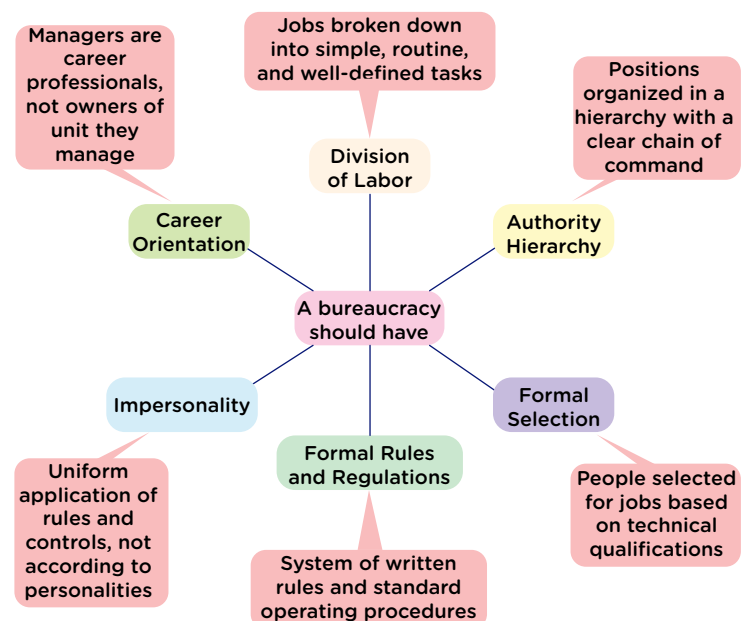 Managers are
career
professionals,
not owners of
unit they
manage
Jobs broken down
into simple, routine,
and well-defined tasks
Positions
organized in a
hierarchy with a
clear chain of
command
Division
of Labor
Career
Orientation
Authority
Hierarchy
A bureaucracy
should have
Impersonality
Formal
Selection
Formal Rules
and Regulations
Uniform
application of
rules and
controls, not
according to
personalities
System of written
rules and standard
operating procedures
People selected
for jobs based
on technical
qualifications